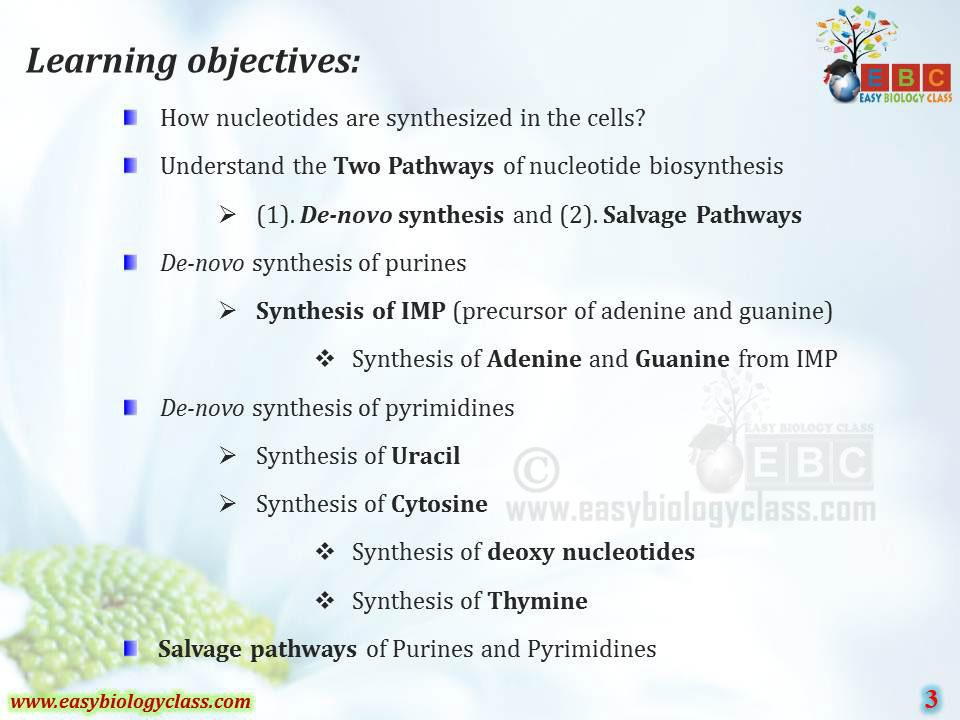 Learning objectives:
E B C
EASY BIOLOGY CLASS
How nucleotides are synthesized in the cells?
Understand the Two Pathways of nucleotide biosynthesis
(1). De-novo synthesis and (2). Salvage Pathways
De-novo synthesis of purines
Synthesis of IMP (precursor of adenine and guanine)
Synthesis of Adenine and Guanine from IMP
De-novo synthesis of pyrimidines
EASY BIOLOGY CLASS
Synthesis of Uracil
© E B C
Synthesis of Cytosine
www.easybiologyclass.com
Synthesis of deoxy nucleotides
Synthesis of Thymine
Salvage pathways of Purines and Pyrimidines
www.easybiologyclass.com
3